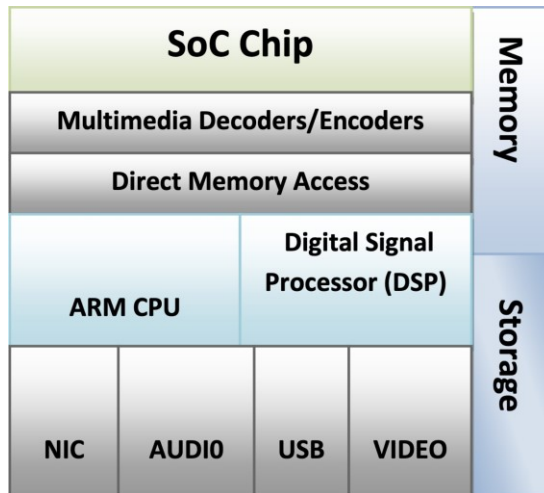 SoC Chip
Multimedia Decoders/Encoders
Direct Memory Access
ARM CPU
Digital Signal
Processor (DSP)
NIC
AUDI0
USB
VIDEO
Memory
Storage